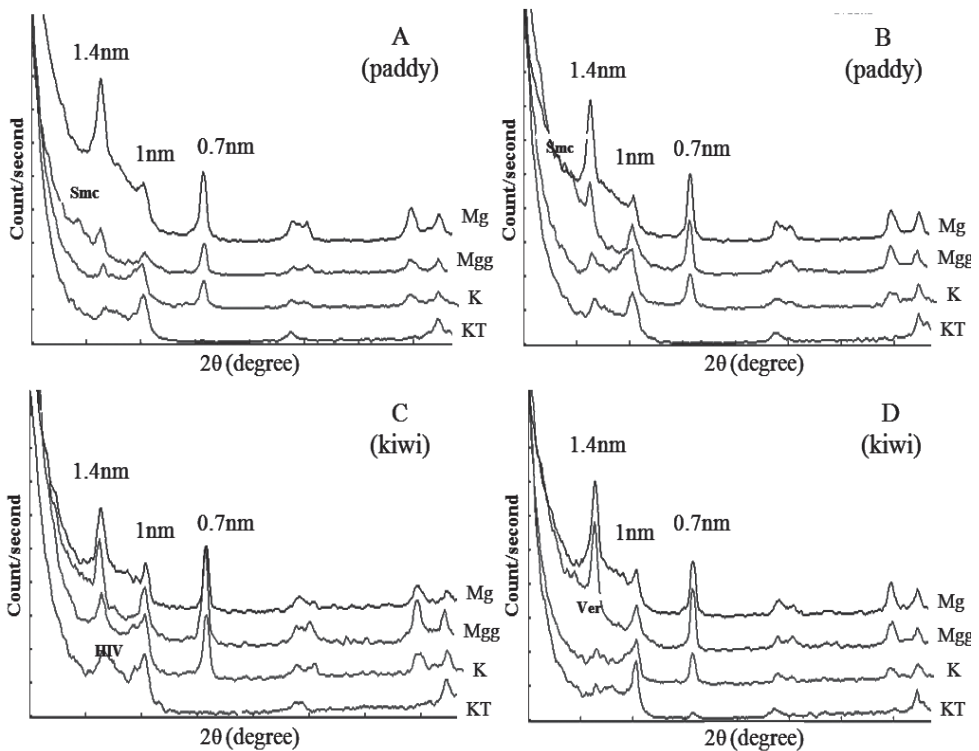 A
(paddy)
1.4nm
1nm
0.7nm
Smc
Mg
Mgg
K
KT
Count/second
2θ (degree)
B
(paddy)
1.4nm
1nm
0.7nm
Smc
Mg
Mgg
K
KT
Count/second
2θ (degree)
C
(kiwi)
1.4nm
1nm
0.7nm
HIV
Mg
Mgg
K
KT
Count/second
2θ (degree)
D
(kiwi)
1.4nm
1nm
0.7nm
Ver
Mg
Mgg
K
KT
Count/second
2θ (degree)